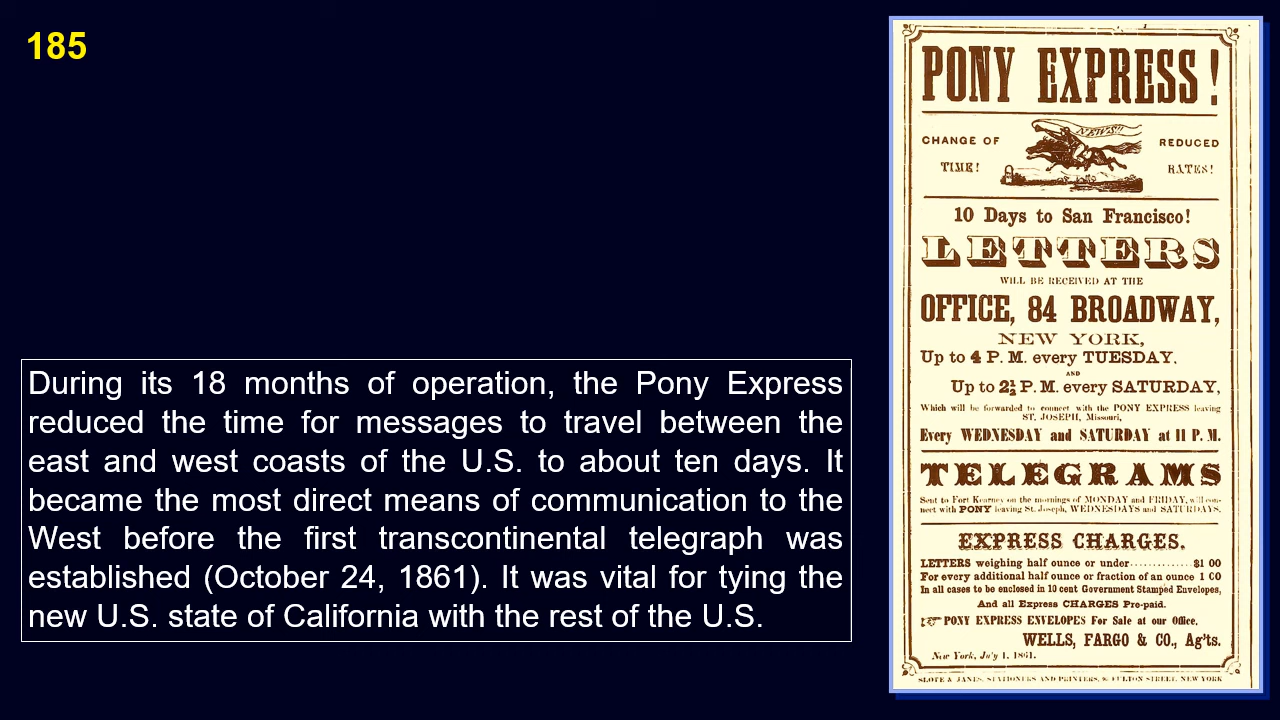 185
During its 18 months of operation, the Pony Express
reduced the time for messages to travel between the
east and west coasts of the U.S. to about ten days. It
became the most direct means of communication to the
West before the first transcontinental telegraph was
established (October 24, 1861). It was vital for tying the
new U.S. state of California with the rest of the U.S.
PONY EXPRESS!
NEWS!!
CHANGE OF
TIME!
REDUCED
RATES!
10 Days to San Francisco!
LETTERS
WILL BE RECEIVED AT THE
OFFICE, 84 BROADWAY,
NEW YORK,
Up to 4 P. M. every TUESDAY.
AND
Up to 2½ P. M. every SATURDAY,
Which will be forwarded to connect with the PONY EXPRESS leaving
ST. JOSEPH, Missouri,
Every WEDNESDAY and SATURDAY at 11 P. M.
TELEGRAMS
Sent to Fort Kearney on the mornings of MONDAY and FRIDAY, will con-
nect with PONY leaving St. Joseph, WEDNESDAYS and SATURDAYS.
EXPRESS CHARGES.
LETTERS weighing half ounce or under..............$1 00
For every additional half ounce or fraction of an ounce 1 00
In all cases to be enclosed in 10 cent Government Stamped Envelopes,
And all Express CHARGES Pre-paid.
☞ PONY EXPRESS ENVELOPES For Sale at our Office.
WELLS, FARGO & CO., Ag'ts.
New York, July 1, 1861.
SLOTE & JANES, STATIONERS AND PRINTERS, FULTON STREET, NEW YORK